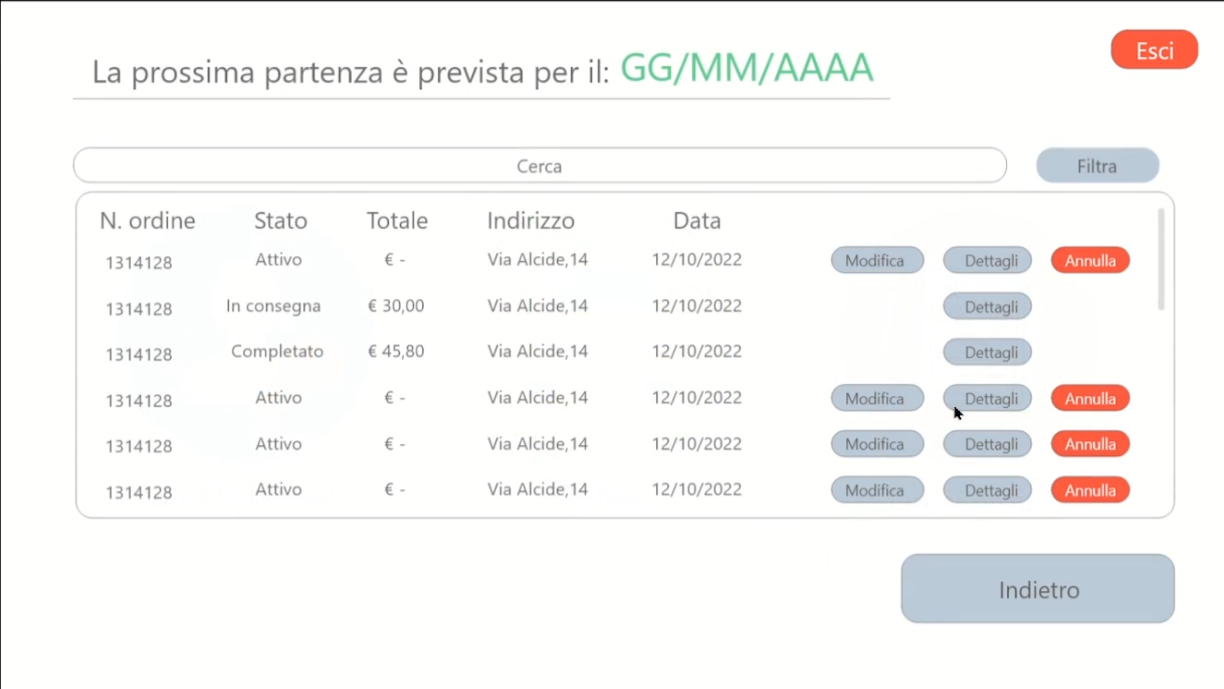 La prossima partenza è prevista per il: GG/MM/AAAA
Esci
Cerca
Filtra
N. ordine Stato Totale Indirizzo Data
1314128 Attivo € - Via Alcide,14 12/10/2022 Modifica Dettagli Annulla
1314128 In consegna € 30,00 Via Alcide,14 12/10/2022 Dettagli
1314128 Completato € 45,80 Via Alcide,14 12/10/2022 Dettagli
1314128 Attivo € - Via Alcide,14 12/10/2022 Modifica Dettagli Annulla
1314128 Attivo € - Via Alcide,14 12/10/2022 Modifica Dettagli Annulla
1314128 Attivo € - Via Alcide,14 12/10/2022 Modifica Dettagli Annulla
Indietro